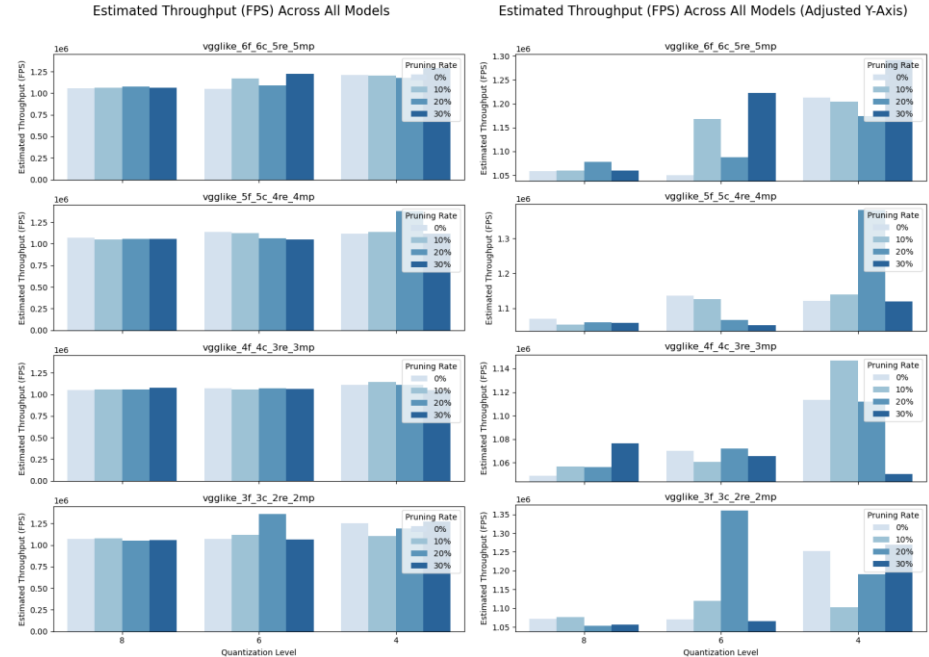 Estimated Throughput (FPS) Across All Models
1e6
vgglike_6f_6c_5re_5mp
Estimated Throughput (FPS)
1.25
1.00
0.75
0.50
0.25
0.00
Pruning Rate
0%
10%
20%
30%
1e6
vgglike_5f_5c_4re_4mp
Estimated Throughput (FPS)
1.25
1.00
0.75
0.50
0.25
0.00
Pruning Rate
0%
10%
20%
30%
1e6
vgglike_4f_4c_3re_3mp
Estimated Throughput (FPS)
1.25
1.00
0.75
0.50
0.25
0.00
Pruning Rate
0%
10%
20%
30%
1e6
vgglike_3f_3c_2re_2mp
Estimated Throughput (FPS)
1.25
1.00
0.75
0.50
0.25
0.00
Pruning Rate
0%
10%
20%
30%
8
6
4
Quantization Level
Estimated Throughput (FPS) Across All Models (Adjusted Y-Axis)
1e6
vgglike_6f_6c_5re_5mp
Estimated Throughput (FPS)
1.30
1.25
1.20
1.15
1.10
1.05
Pruning Rate
0%
10%
20%
30%
1e6
vgglike_5f_5c_4re_4mp
Estimated Throughput (FPS)
1.3
1.2
1.1
Pruning Rate
0%
10%
20%
30%
1e6
vgglike_4f_4c_3re_3mp
Estimated Throughput (FPS)
1.14
1.12
1.10
1.08
1.06
Pruning Rate
0%
10%
20%
30%
1e6
vgglike_3f_3c_2re_2mp
Estimated Throughput (FPS)
1.35
1.30
1.25
1.20
1.15
1.10
1.05
Pruning Rate
0%
10%
20%
30%
8
6
4
Quantization Level